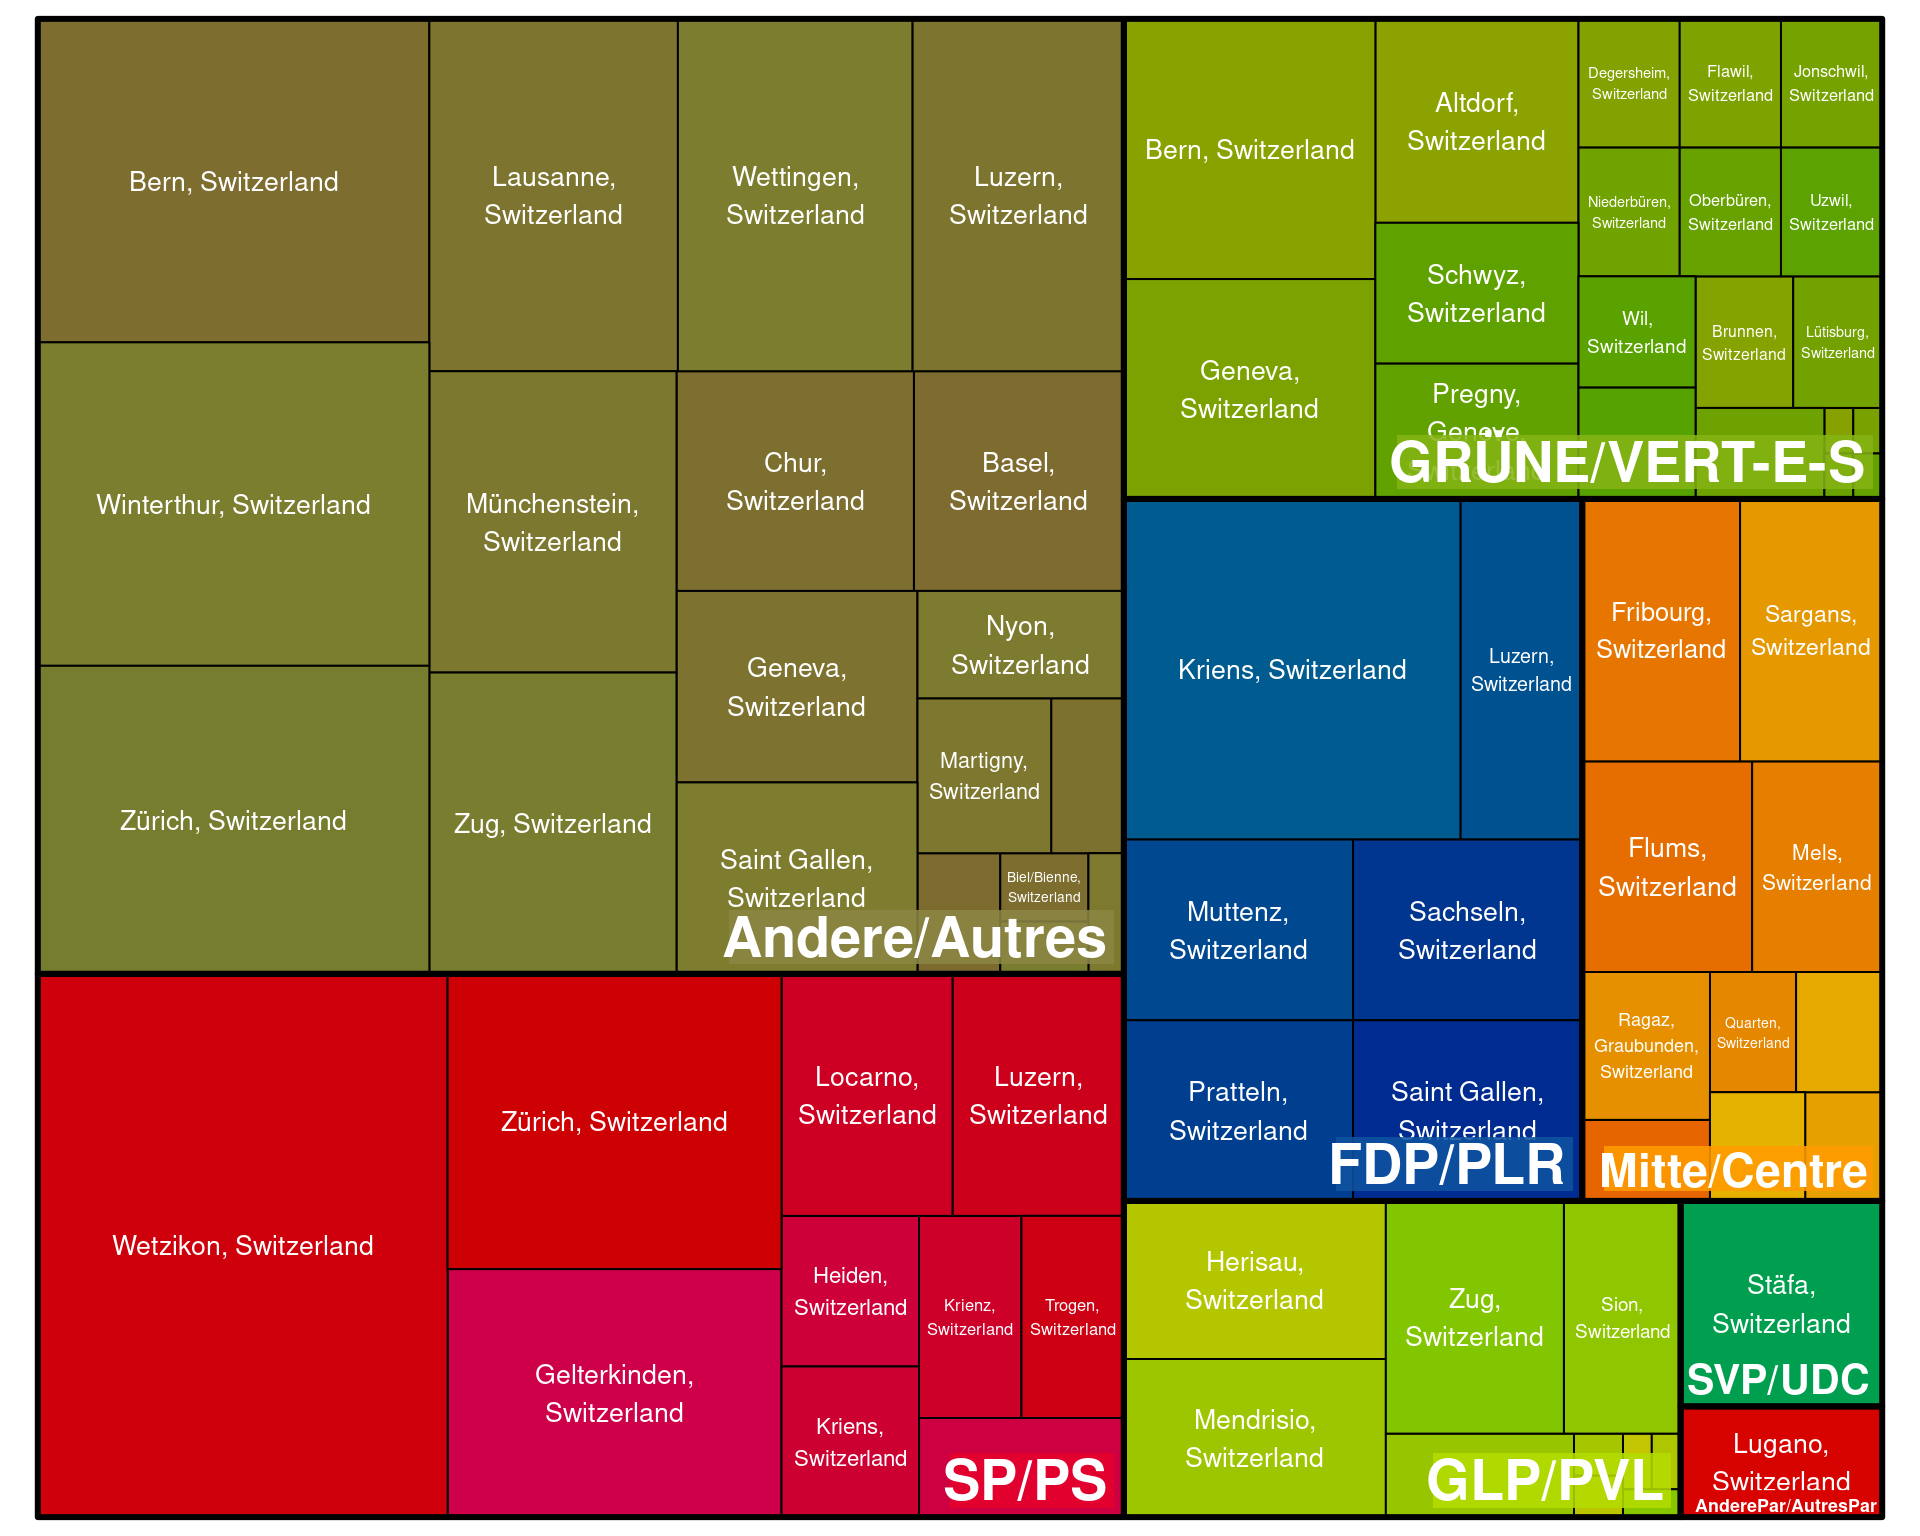 Bern, Switzerland
Lausanne,
Switzerland
Wettingen,
Switzerland
Luzern,
Switzerland
Winterthur, Switzerland
Münchenstein,
Switzerland
Chur,
Switzerland
Basel,
Switzerland
Geneva,
Switzerland
Nyon,
Switzerland
Martigny,
Switzerland
Zürich, Switzerland
Zug, Switzerland
Saint Gallen,
Switzerland
Biel/Bienne,
Switzerland
Andere/Autres
Wetzikon, Switzerland
Zürich, Switzerland
Gelterkinden,
Switzerland
Locarno,
Switzerland
Luzern,
Switzerland
Heiden,
Switzerland
Krienz,
Switzerland
Trogen,
Switzerland
Kriens,
Switzerland
SP/PS
Bern, Switzerland
Altdorf,
Switzerland
Degersheim,
Switzerland
Flawil,
Switzerland
Jonschwil,
Switzerland
Niederbüren,
Switzerland
Oberbüren,
Switzerland
Uzwil,
Switzerland
Geneva,
Switzerland
Schwyz,
Switzerland
Wil,
Switzerland
Brunnen,
Switzerland
Lütisburg,
Switzerland
Pregny,
Geneve,
GRÜNE/VERT-E-S
Kriens, Switzerland
Luzern,
Switzerland
Muttenz,
Switzerland
Sachseln,
Switzerland
Pratteln,
Switzerland
Saint Gallen,
Switzerland
FDP/PLR
Fribourg,
Switzerland
Sargans,
Switzerland
Flums,
Switzerland
Mels,
Switzerland
Ragaz,
Graubunden,
Switzerland
Quarten,
Switzerland
Mitte/Centre
Herisau,
Switzerland
Mendrisio,
Switzerland
Zug,
Switzerland
Sion,
Switzerland
GLP/PVL
Stäfa,
Switzerland
SVP/UDC
Lugano,
Switzerland
AnderePar/AutresPar